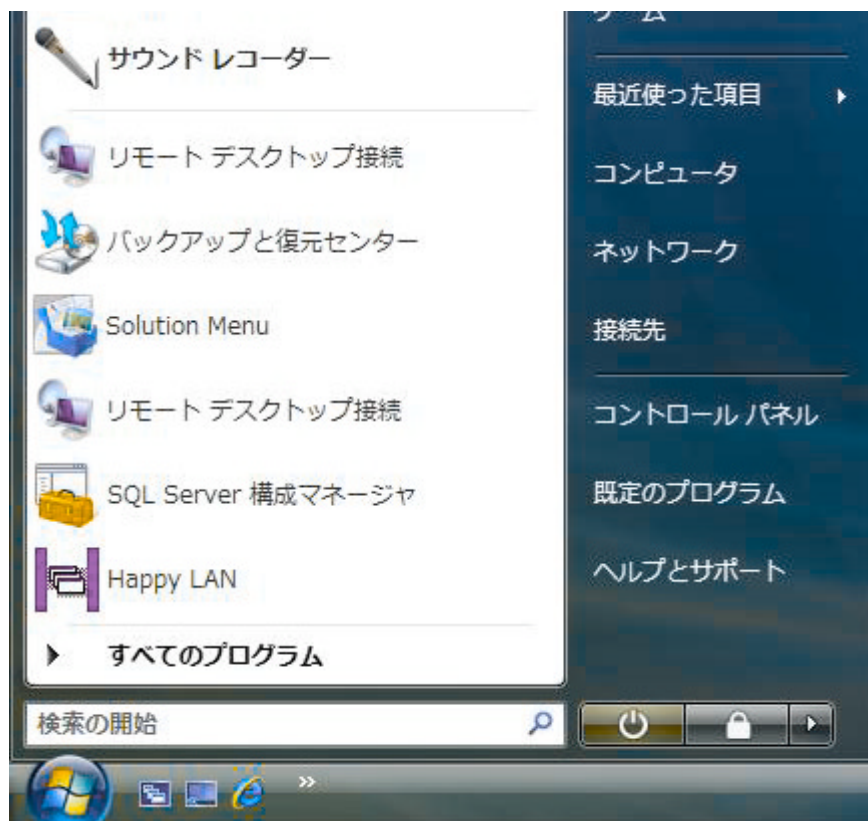 サウンド レコーダー
リモート デスクトップ接続
バックアップと復元センター
Solution Menu
リモート デスクトップ接続
SQL Server 構成マネージャ
Happy LAN
すべてのプログラム
検索の開始
ゲーム
最近使った項目
コンピュータ
ネットワーク
接続先
コントロール パネル
既定のプログラム
ヘルプとサポート